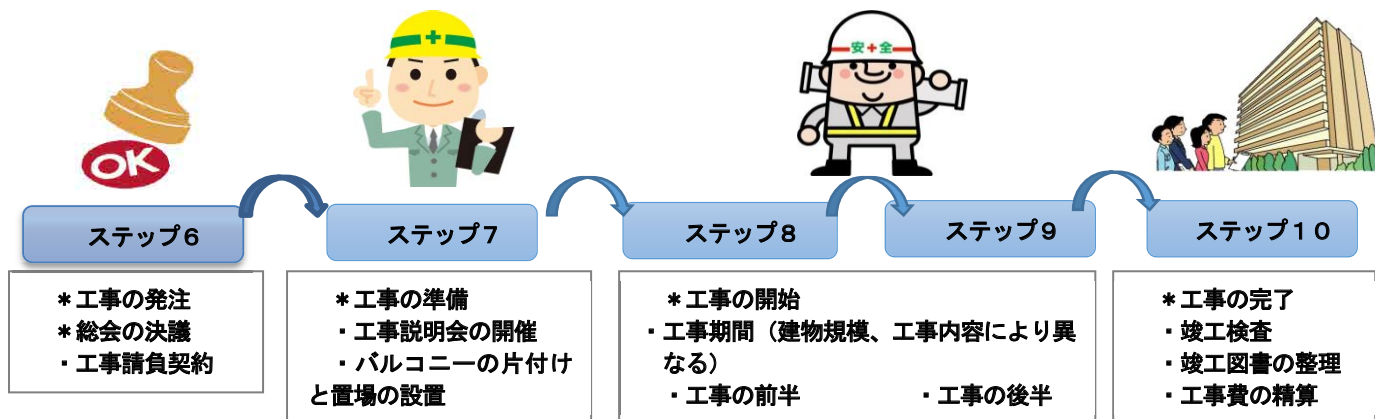 OK
安+全
ステップ6
ステップ7
ステップ8
ステップ9
ステップ10
*工事の発注
*総会の決議
・工事請負契約
*工事の準備
・工事説明会の開催
・バルコニーの片付け
と置場の設置
*工事の開始
・工事期間（建物規模、工事内容により異
なる）
・工事の前半　・工事の後半
*工事の完了
・竣工検査
・竣工図書の整理
・工事費の精算